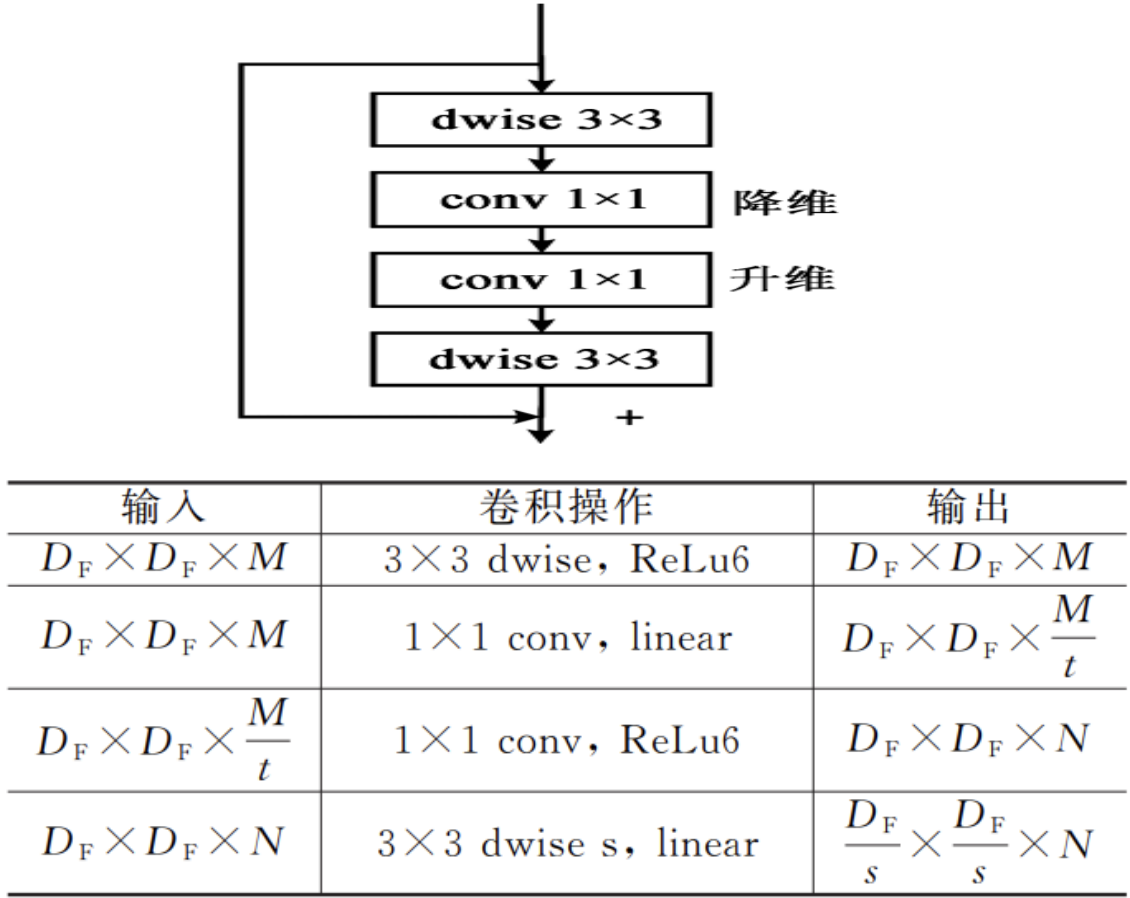 dwise 3×3
conv 1×1 降维
conv 1×1 升维
dwise 3×3
+
输入 卷积操作 输出
D_F×D_F×M 3×3 dwise, ReLu6 D_F×D_F×M
D_F×D_F×M 1×1 conv, linear D_F×D_F×M/t
D_F×D_F×M/t 1×1 conv, ReLu6 D_F×D_F×N
D_F×D_F×N 3×3 dwise s, linear D_F/s×D_F/s×N